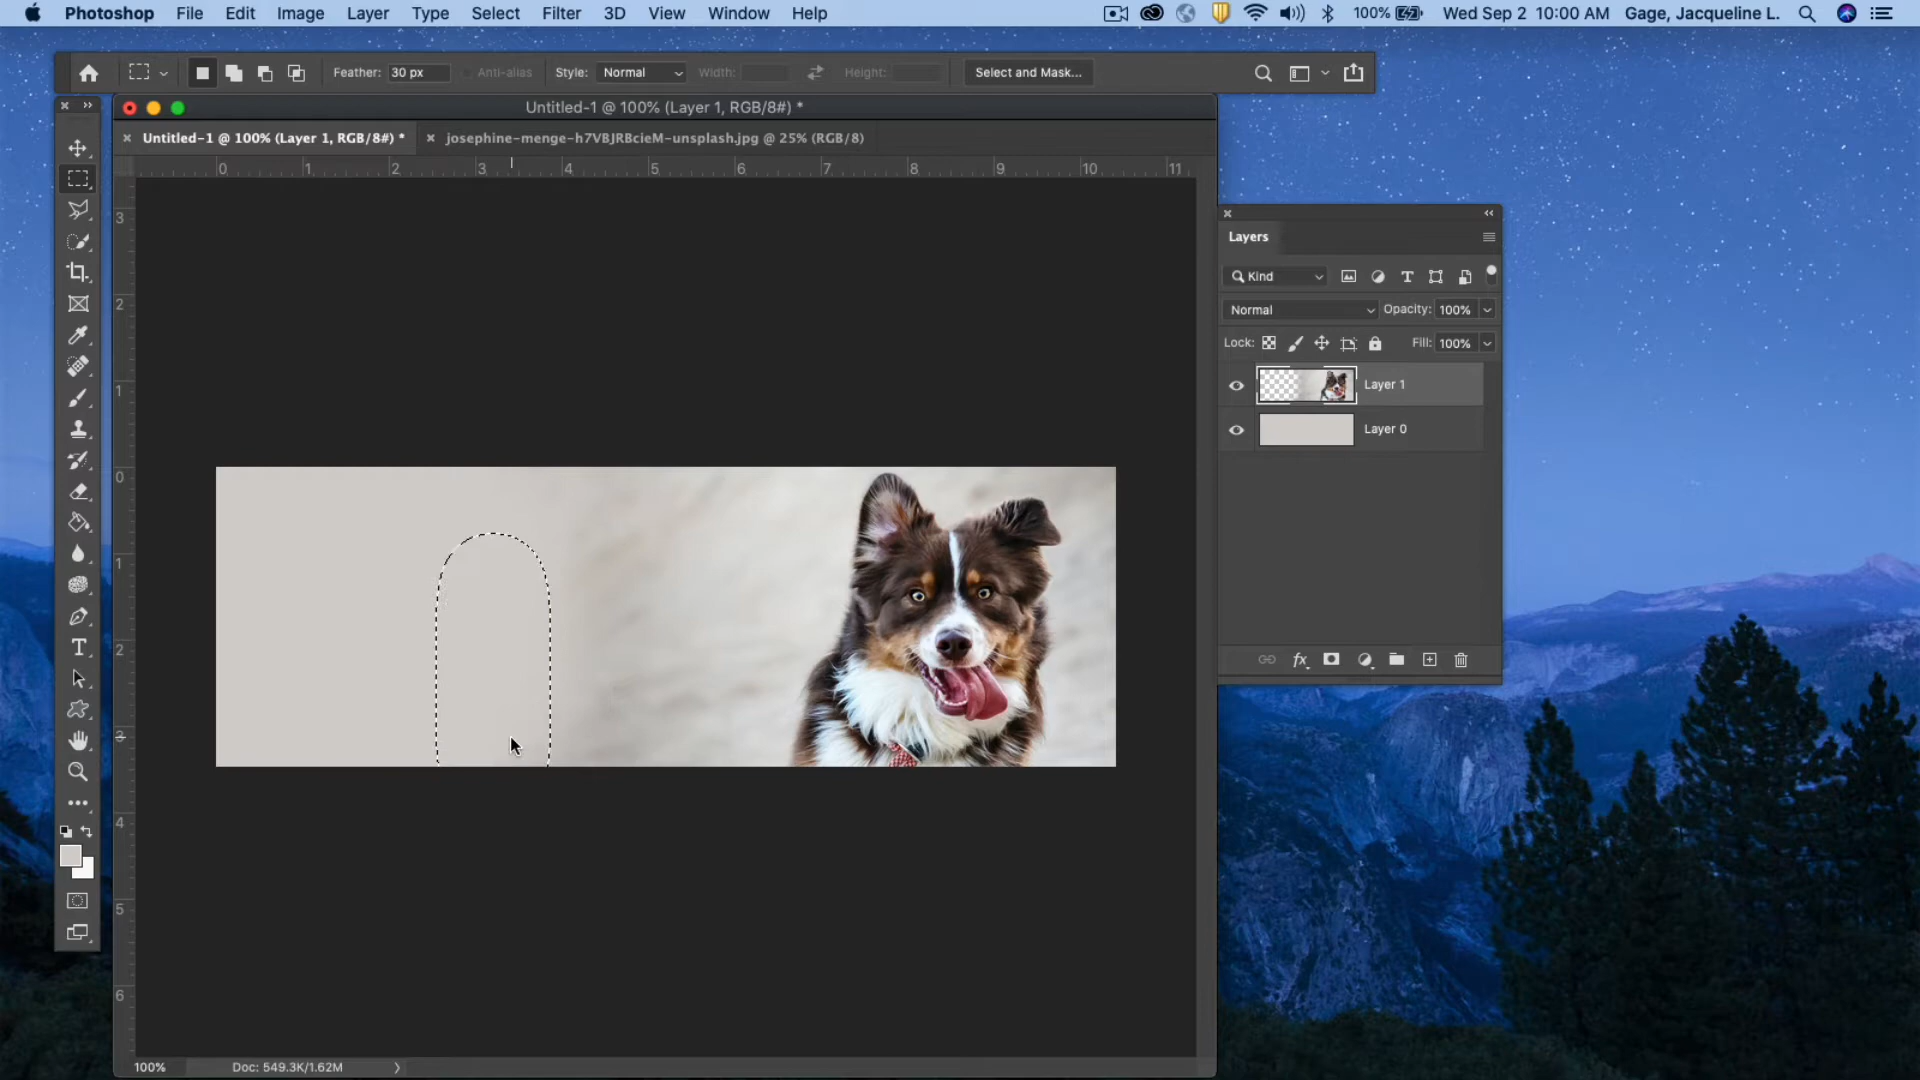 Photoshop File Edit Image Layer Type Select Filter 3D View Window Help 100% Wed Sep 2 10:00 AM Gage, Jacqueline L.
Feather: 30 px Anti-alias Style: Normal Width: Height: Select and Mask...
Untitled-1 @ 100% (Layer 1, RGB/8#) *
Untitled-1 @ 100% (Layer 1, RGB/8#) * josephine-menge-h7VBJRBcieM-unsplash.jpg @ 25% (RGB/8)
0 1 2 3 4 5 6 7 8 9 10 11
3
2
1
0
1
2
3
4
5
6
Layers
Kind
Normal Opacity: 100%
Lock: Fill: 100%
Layer 1
Layer 0
fx
100% Doc: 549.3K/1.62M